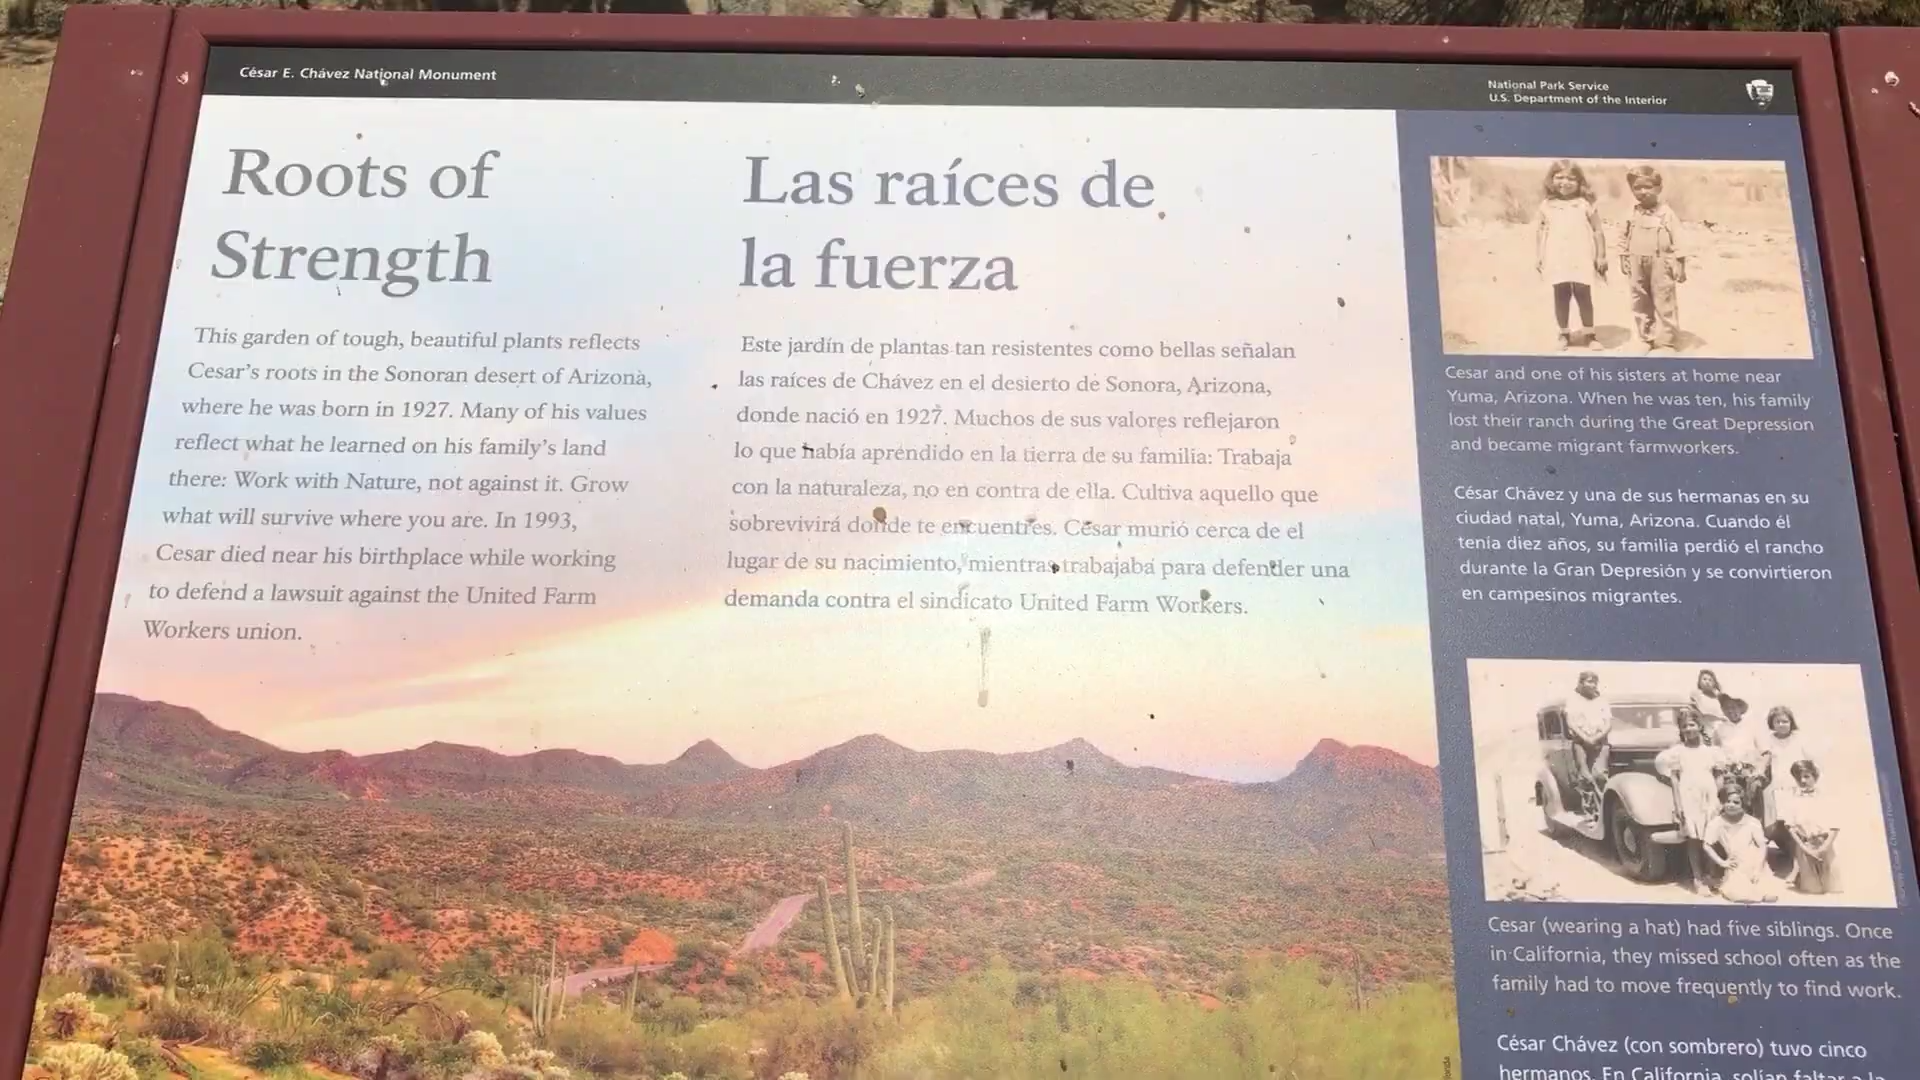 César E. Chávez National Monument
National Park Service
U.S. Department of the Interior
Roots of
Strength
This garden of tough, beautiful plants reflects
Cesar's roots in the Sonoran desert of Arizona,
where he was born in 1927. Many of his values
reflect what he learned on his family's land
there: Work with Nature, not against it. Grow
what will survive where you are. In 1993,
Cesar died near his birthplace while working
to defend a lawsuit against the United Farm
Workers union.
Las raíces de
la fuerza
Este jardín de plantas tan resistentes como bellas señalan
las raíces de Chávez en el desierto de Sonora, Arizona,
donde nació en 1927. Muchos de sus valores reflejaron
lo que había aprendido en la tierra de su familia: Trabaja
con la naturaleza, no en contra de ella. Cultiva aquello que
sobrevivirá donde te encuentres. César murió cerca de el
lugar de su nacimiento, mientras trabajaba para defender una
demanda contra el sindicato United Farm Workers.
Cesar and one of his sisters at home near
Yuma, Arizona. When he was ten, his family
lost their ranch during the Great Depression
and became migrant farmworkers.
César Chávez y una de sus hermanas en su
ciudad natal, Yuma, Arizona. Cuando él
tenía diez años, su familia perdió el rancho
durante la Gran Depresión y se convirtieron
en campesinos migrantes.
Cesar (wearing a hat) had five siblings. Once
in California, they missed school often as the
family had to move frequently to find work.
César Chávez (con sombrero) tuvo cinco
hermanos. En California, solían faltar a la